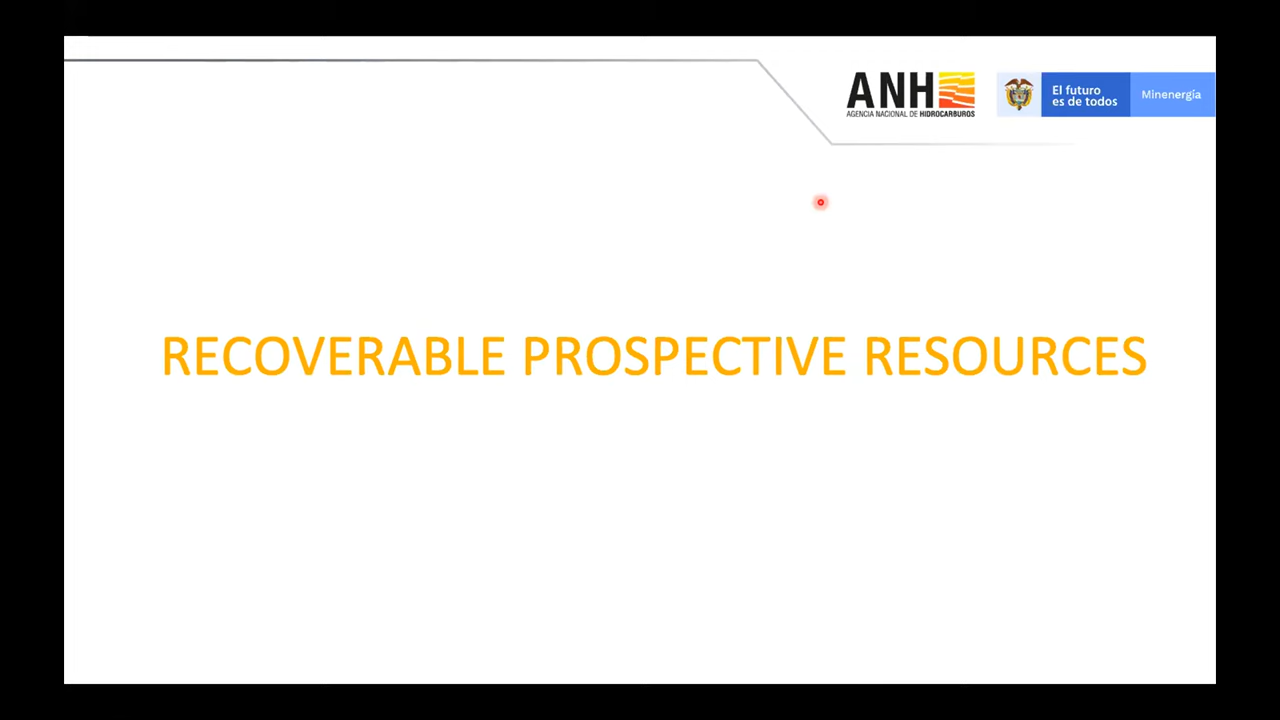 ANH
AGENCIA NACIONAL DE HIDROCARBUROS
El futuro
es de todos
Minenergía
RECOVERABLE PROSPECTIVE RESOURCES